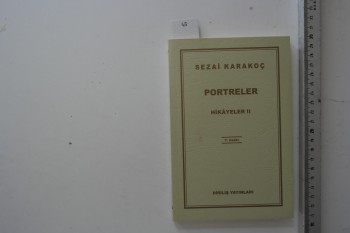 SEZAİ KARAKOÇ
PORTRELER
HİKÂYELER II
DİRİLİŞ YAYINLARI